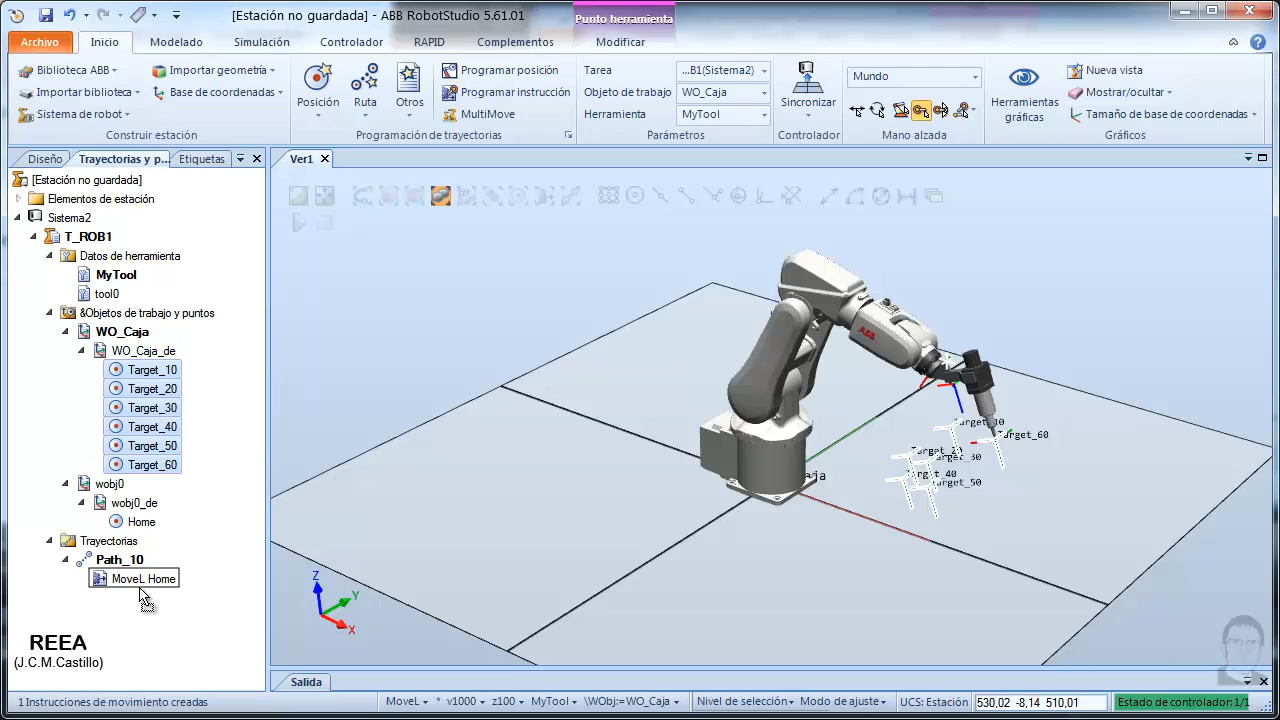 [Estación no guardada] - ABB RobotStudio 5.61.01
Punto herramienta
Archivo Inicio Modelado Simulación Controlador RAPID Complementos Modificar
Biblioteca ABB
Importar geometría
Importar biblioteca
Base de coordenadas
Sistema de robot
Construir estación
Posición Ruta Otros
Programar posición
Programar instrucción
MultiMove
Programación de trayectorias
Tarea ...B1(Sistema2)
Objeto de trabajo WO_Caja
Herramienta MyTool
Parámetros
Sincronizar
Controlador
Mundo
Mano alzada
Herramientas
gráficas
Nueva vista
Mostrar/ocultar
Tamaño de base de coordenadas
Gráficos
Diseño Trayectorias y p... Etiquetas
[Estación no guardada]
Elementos de estación
Sistema2
T_ROB1
Datos de herramienta
MyTool
tool0
&Objetos de trabajo y puntos
WO_Caja
WO_Caja_de
Target_10
Target_20
Target_30
Target_40
Target_50
Target_60
wobj0
wobj0_de
Home
Trayectorias
Path_10
MoveL Home
REEA
(J.C.M.Castillo)
Ver1
ABB
Target_60
Z
Y
X
Salida
1 Instrucciones de movimiento creadas
MoveL * v1000 z100 MyTool \WObj:=WO_Caja Nivel de selección Modo de ajuste UCS: Estación 530,02 -8,14 510,01 Estado de controlador: 1/1